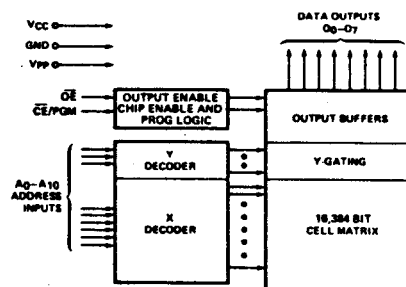 DATA OUTPUTS
O0–O7
VCC
GND
VPP
OE
CE/PGM
OUTPUT ENABLE
CHIP ENABLE AND
PROG LOGIC
OUTPUT BUFFERS
Y
DECODER
Y-GATING
A0–A10
ADDRESS
INPUTS
X
DECODER
16,384 BIT
CELL MATRIX